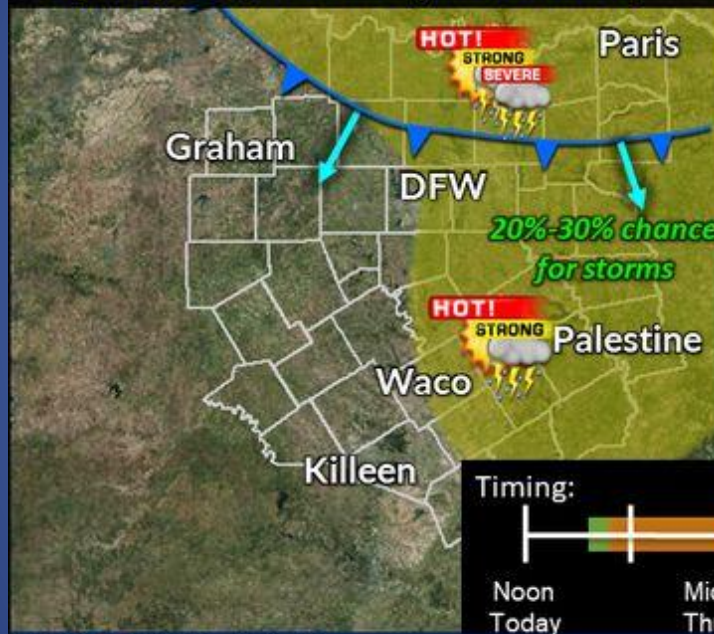 HOT!
STRONG
SEVERE
Paris
Graham
DFW
20%-30% chance
for storms
HOT!
STRONG
Palestine
Waco
Killeen
Timing:
Noon
Today